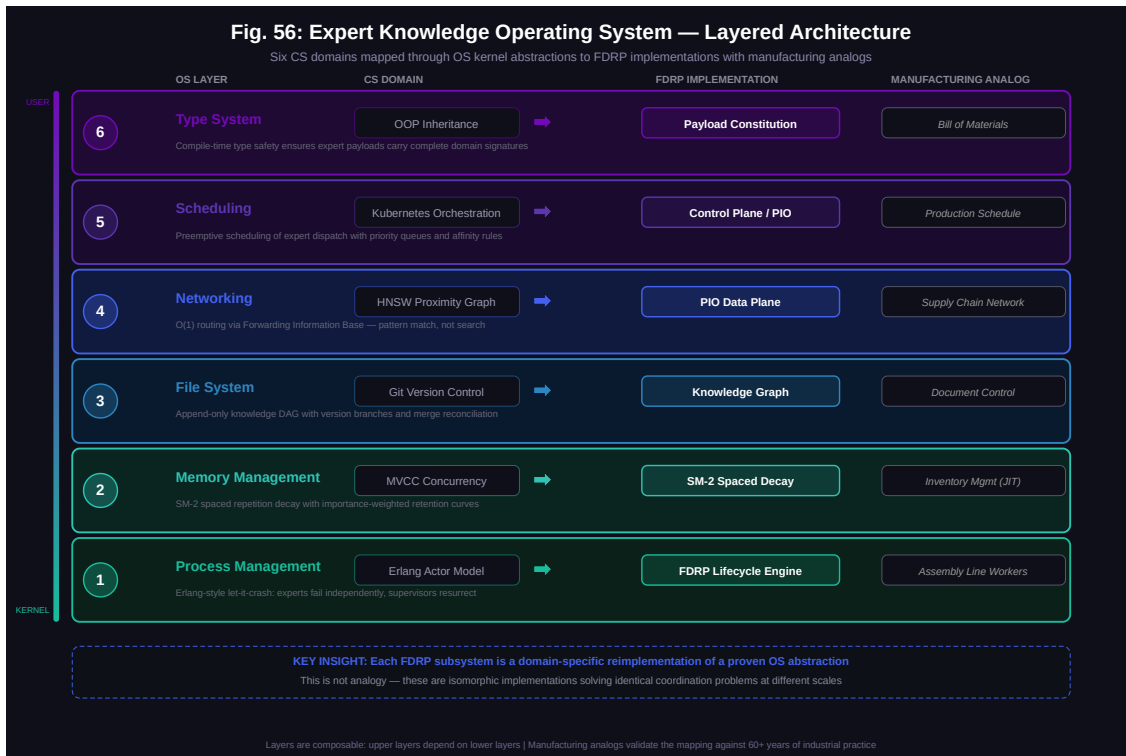 Fig. 56: Expert Knowledge Operating System — Layered Architecture
Six CS domains mapped through OS kernel abstractions to FDRP implementations with manufacturing analogs
OS LAYER CS DOMAIN FDRP IMPLEMENTATION MANUFACTURING ANALOG
USER
6 Type System OOP Inheritance Payload Constitution Bill of Materials
Compile-time type safety ensures expert payloads carry complete domain signatures
5 Scheduling Kubernetes Orchestration Control Plane / PIO Production Schedule
Preemptive scheduling of expert dispatch with priority queues and affinity rules
4 Networking HNSW Proximity Graph PIO Data Plane Supply Chain Network
O(1) routing via Forwarding Information Base — pattern match, not search
3 File System Git Version Control Knowledge Graph Document Control
Append-only knowledge DAG with version branches and merge reconciliation
2 Memory Management MVCC Concurrency SM-2 Spaced Decay Inventory Mgmt (JIT)
SM-2 spaced repetition decay with importance-weighted retention curves
1 Process Management Erlang Actor Model FDRP Lifecycle Engine Assembly Line Workers
Erlang-style let-it-crash: experts fail independently, supervisors resurrect
KERNEL
KEY INSIGHT: Each FDRP subsystem is a domain-specific reimplementation of a proven OS abstraction
This is not analogy — these are isomorphic implementations solving identical coordination problems at different scales
Layers are composable: upper layers depend on lower layers | Manufacturing analogs validate the mapping against 60+ years of industrial practice